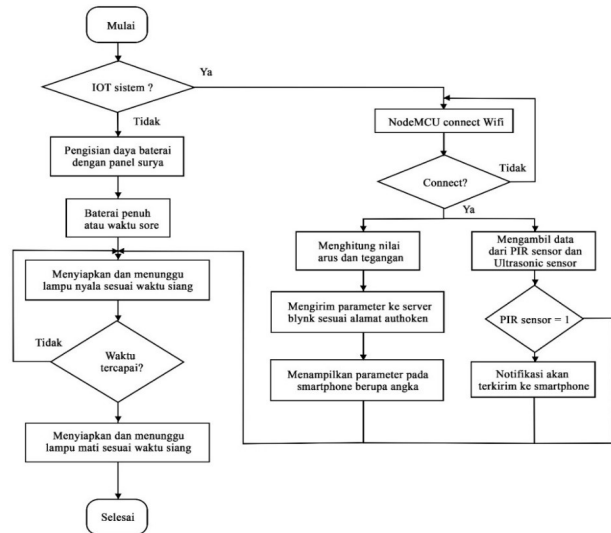 Mulai
IOT sistem ?
Ya
Tidak
Pengisian daya baterai
dengan panel surya
Baterai penuh
atau waktu sore
Menyiapkan dan menunggu
lampu nyala sesuai waktu siang
Tidak
Waktu
tercapai?
Menyiapkan dan menunggu
lampu mati sesuai waktu siang
Selesai
NodeMCU connect Wifi
Tidak
Connect?
Ya
Menghitung nilai
arus dan tegangan
Mengirim parameter ke server
blynk sesuai alamat authoken
Menampilkan parameter pada
smartphone berupa angka
Mengambil data
dari PIR sensor dan
Ultrasonic sensor
PIR sensor = 1
Notifikasi akan
terkirim ke smartphone